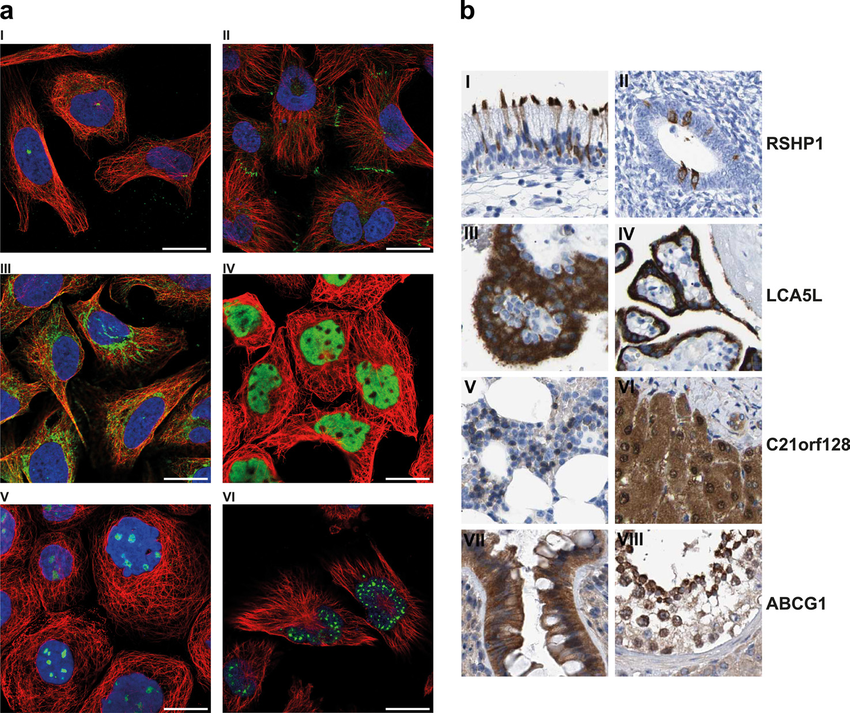 a
b
I
II
III
IV
V
VI
I
II
RSHP1
III
IV
LCA5L
V
VI
C21orf128
VII
VIII
ABCG1